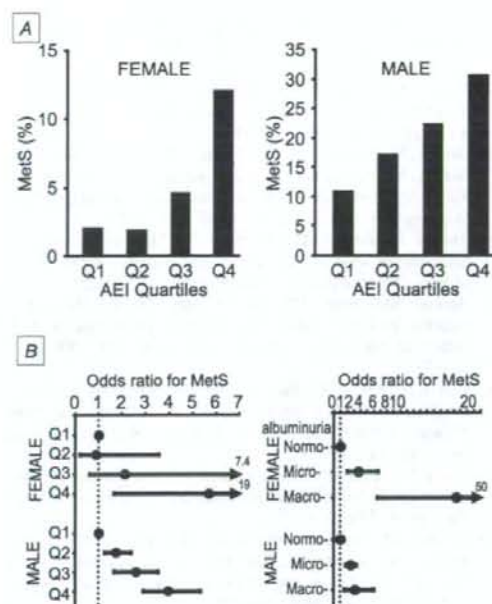 A
FEMALE
MetS (%)
15
10
5
0
Q1 Q2 Q3 Q4
AEI Quartiles
MALE
MetS (%)
35
30
25
20
15
10
5
0
Q1 Q2 Q3 Q4
AEI Quartiles
B
Odds ratio for MetS
0 1 2 3 4 5 6 7
FEMALE
Q1
Q2
Q3
7.4
Q4
19
MALE
Q1
Q2
Q3
Q4
Odds ratio for MetS
0 1 2 4 6 8 10 20
albuminuria
FEMALE
Normo-
Micro-
Macro-
50
MALE
Normo-
Micro-
Macro-